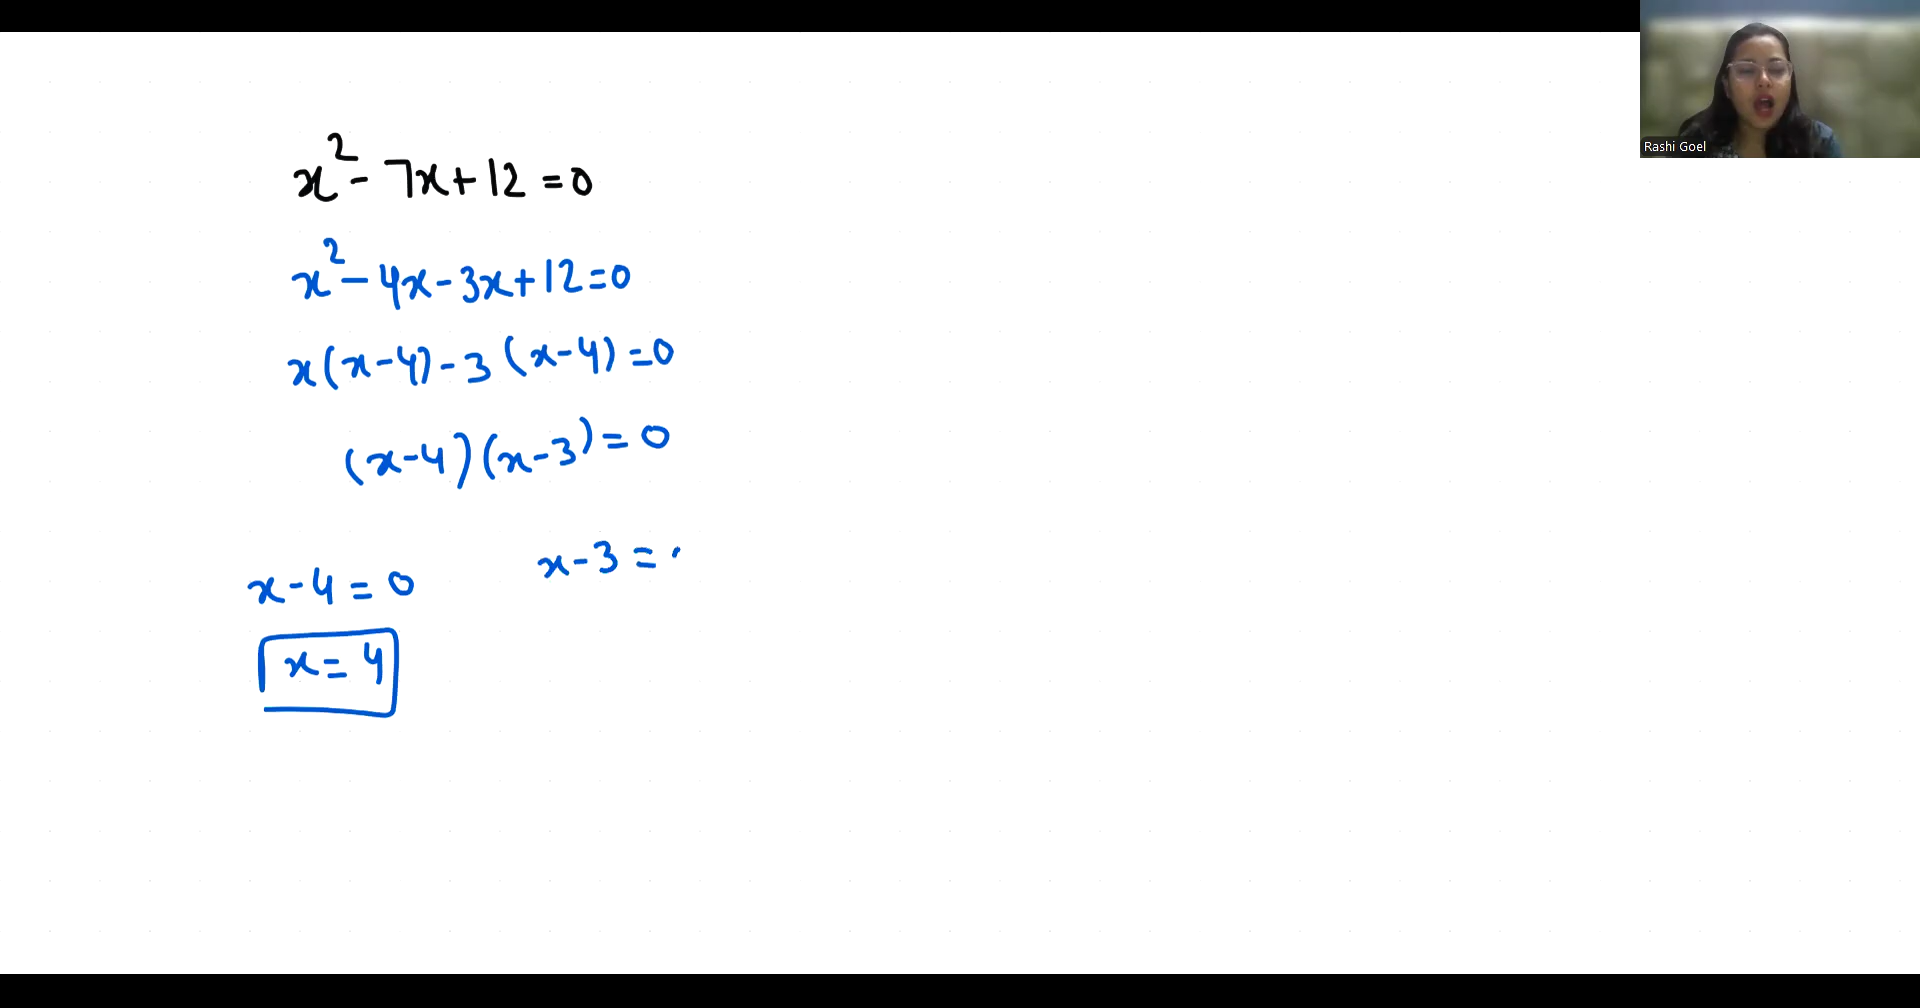 x² - 7x + 12 = 0
x² - 4x - 3x + 12 = 0
x(x-4) - 3(x-4) = 0
(x-4)(x-3) = 0
x - 4 = 0
x - 3 =
x = 4
Rashi Goel